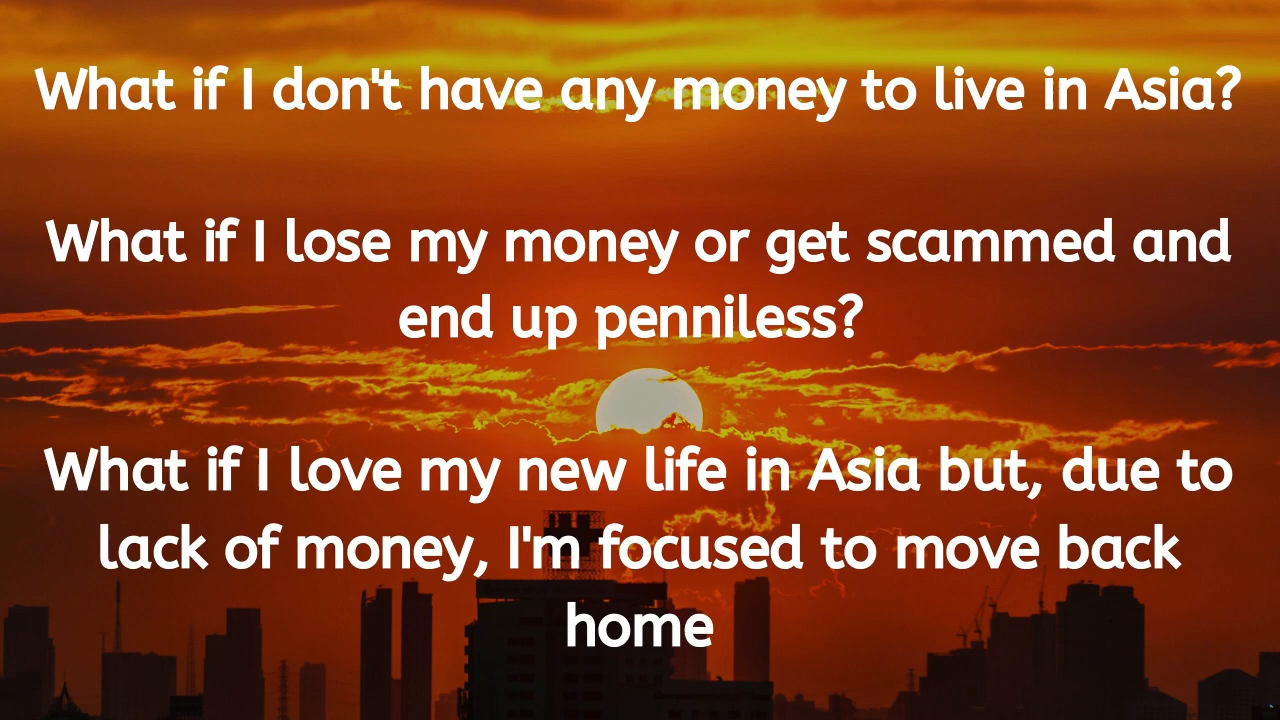 What if I don't have any money to live in Asia?
What if I lose my money or get scammed and
end up penniless?
What if I love my new life in Asia but, due to
lack of money, I'm focused to move back
home